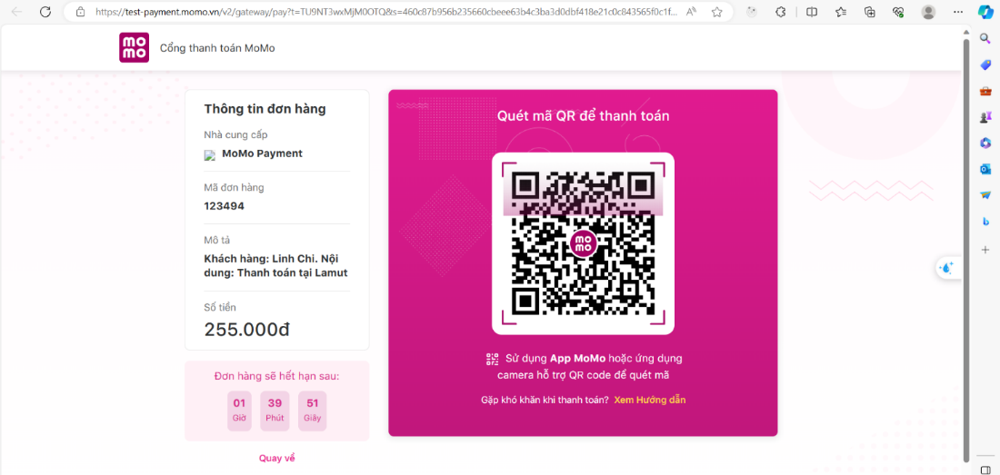 https://test-payment.momo.vn/v2/gateway/pay?t=TU9NT3wxMjM0OTQ&s=460c87b956b235660cbeee63b4c3ba3d0dbf418e21c0c843565f0c1f...
mo
mo
Cổng thanh toán MoMo
Thông tin đơn hàng
Nhà cung cấp
MoMo Payment
Mã đơn hàng
123494
Mô tả
Khách hàng: Linh Chi. Nội
dung: Thanh toán tại Lamut
Số tiền
255.000đ
Đơn hàng sẽ hết hạn sau:
01 39 51
Giờ Phút Giây
Quay về
Quét mã QR để thanh toán
mo
mo
Sử dụng App MoMo hoặc ứng dụng
camera hỗ trợ QR code để quét mã
Gặp khó khăn khi thanh toán? Xem Hướng dẫn